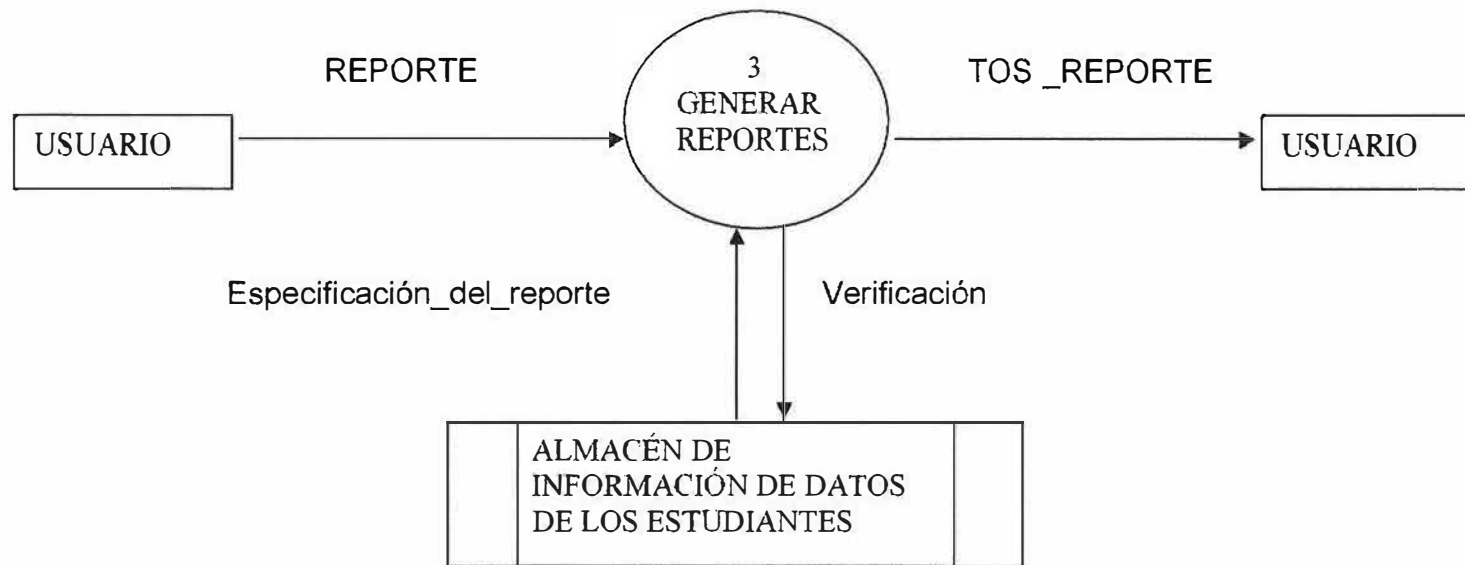 REPORTE
3
GENERAR
REPORTES
TOS _REPORTE
USUARIO
USUARIO
Especificación_del_reporte
Verificación
ALMACÉN DE
INFORMACIÓN DE DATOS
DE LOS ESTUDIANTES